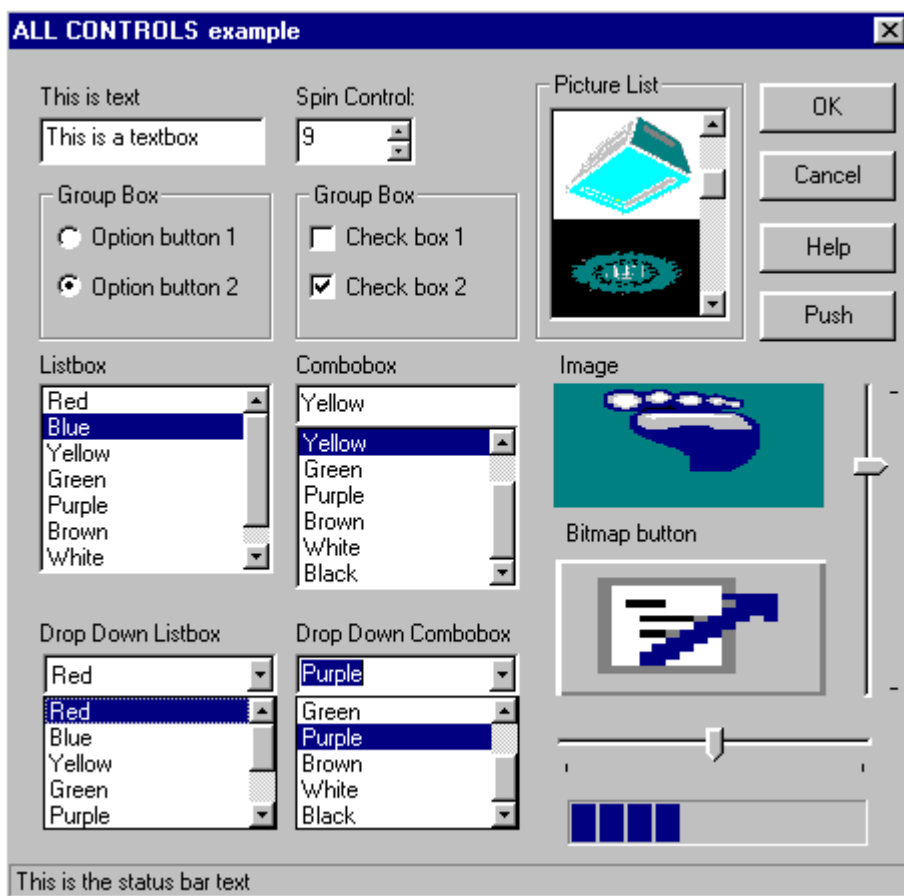 ALL CONTROLS example
This is text
This is a textbox
Spin Control:
9
Picture List
OK
Cancel
Help
Push
Group Box
Option button 1
Option button 2
Group Box
Check box 1
Check box 2
Listbox
Red
Blue
Yellow
Green
Purple
Brown
White
Combobox
Yellow
Yellow
Green
Purple
Brown
White
Black
Image
Bitmap button
Drop Down Listbox
Red
Red
Blue
Yellow
Green
Purple
Drop Down Combobox
Purple
Green
Purple
Brown
White
Black
This is the status bar text